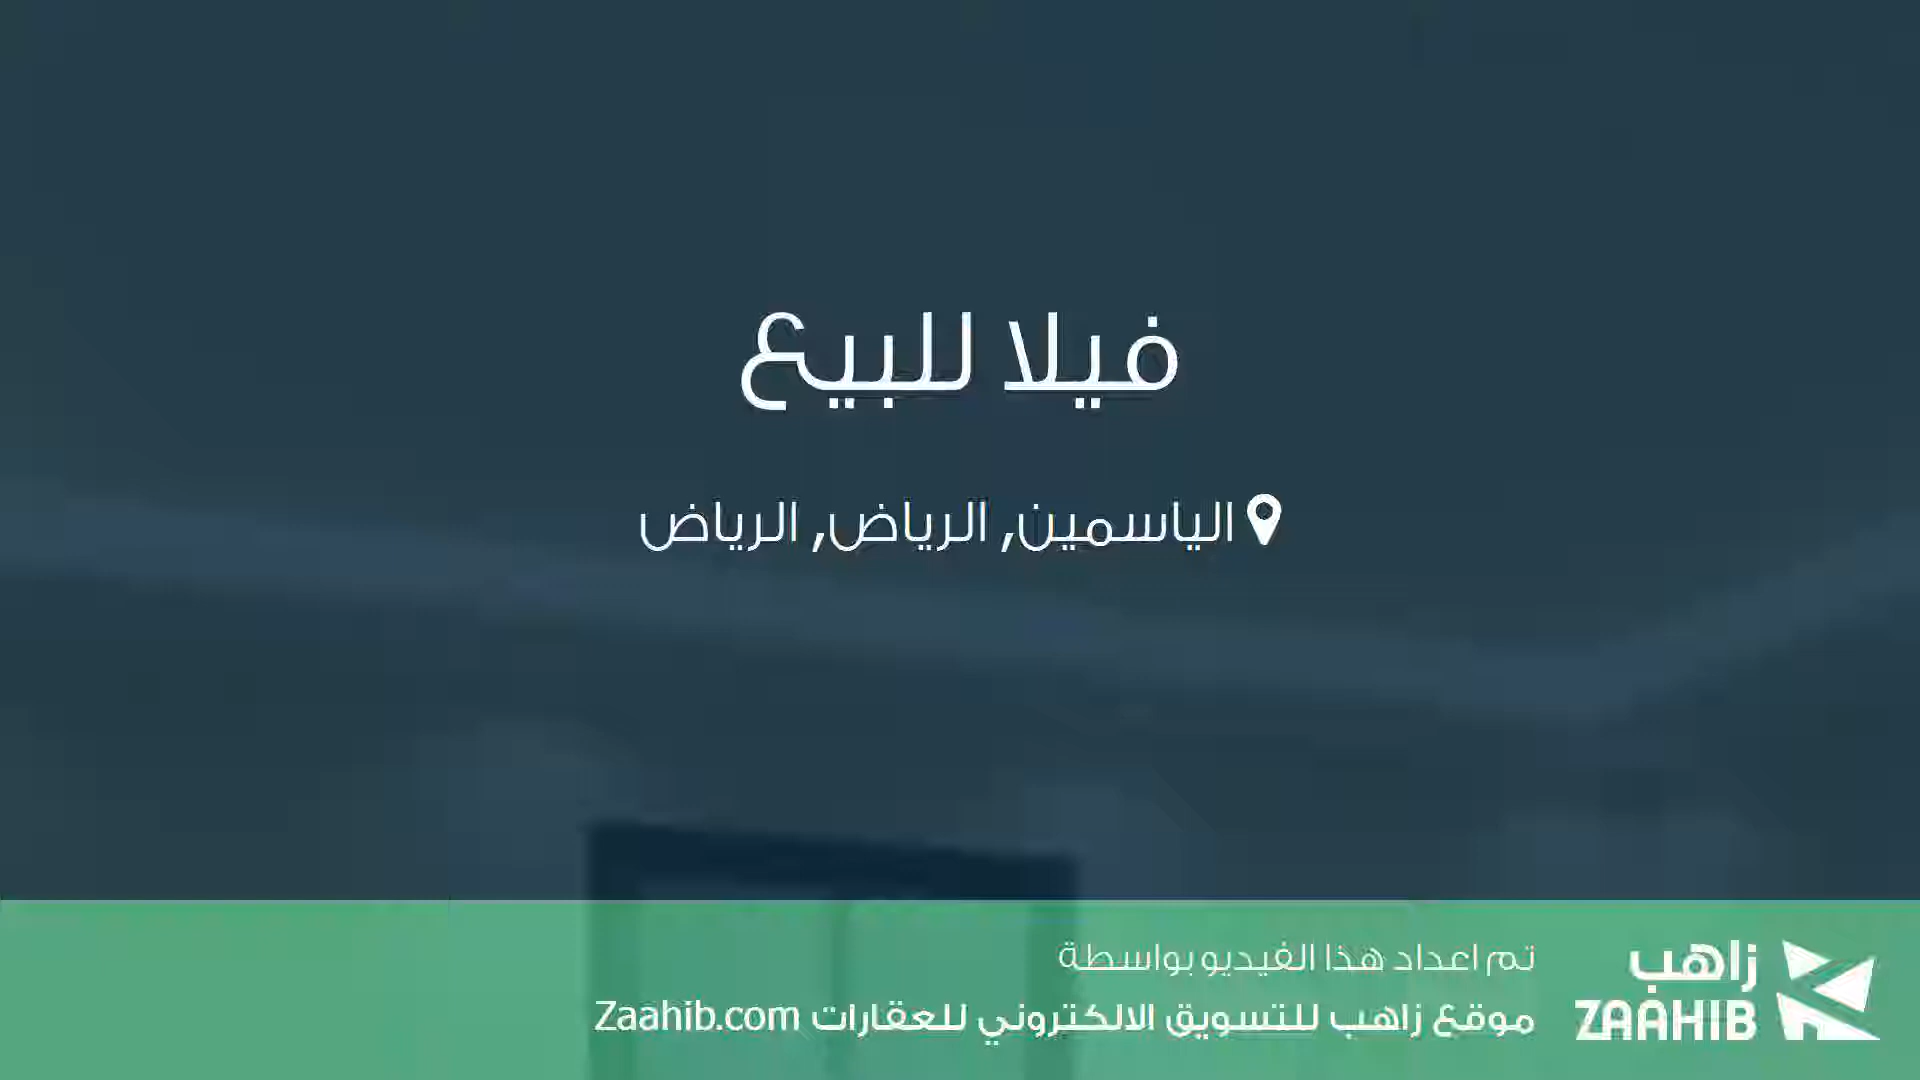 فيلا للبيع
الياسمين, الرياض, الرياض
تم اعداد هذا الفيديو بواسطة
موقع زاهب للتسويق الالكتروني للعقارات Zaahib.com
زاهب
ZAAHIB